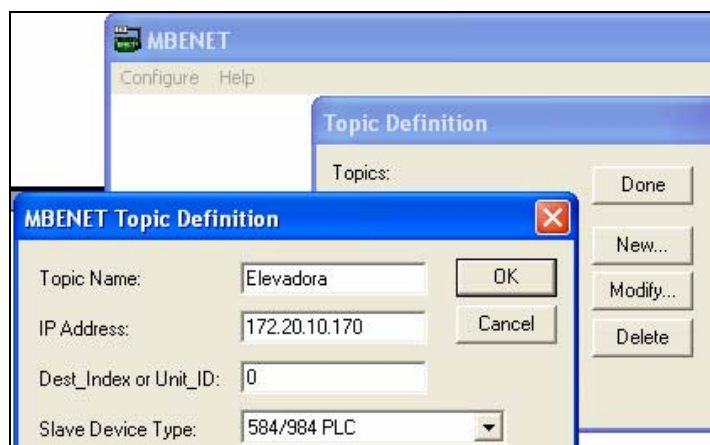 MBENET
Configure Help
Topic Definition
Topics:
Done
New...
Modify...
Delete
MBENET Topic Definition
Topic Name: Elevadora
OK
IP Address: 172.20.10.170
Cancel
Dest_Index or Unit_ID: 0
Slave Device Type: 584/984 PLC